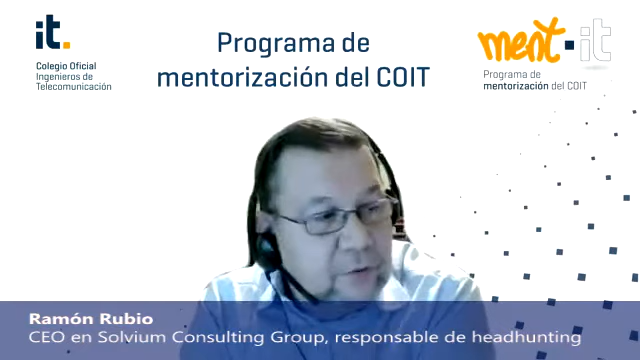 it.
Colegio Oficial
Ingenieros de
Telecomunicación
Programa de
mentorización del COIT
ment·it
Programa de
mentorización del COIT
Ramón Rubio
CEO en Solvium Consulting Group, responsable de headhunting